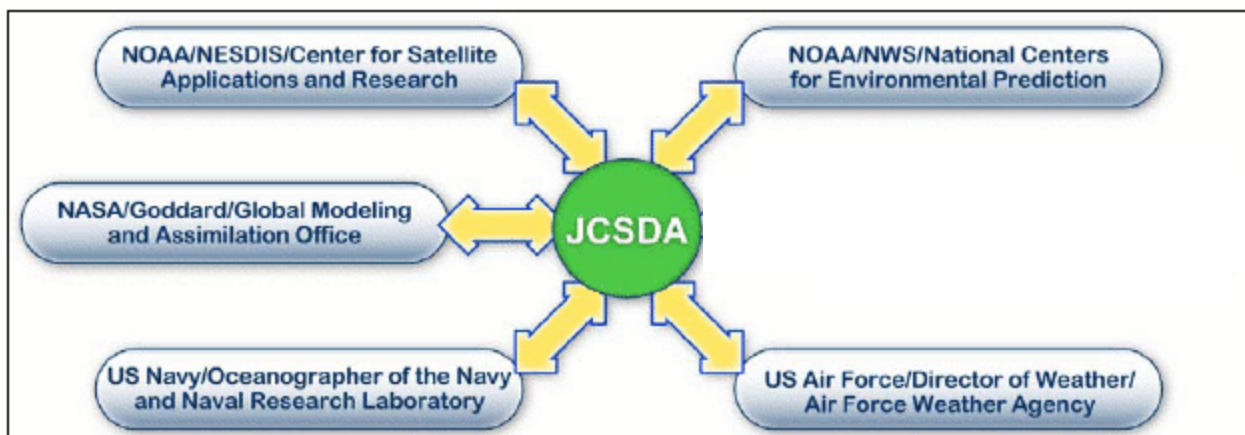 NOAA/NESDIS/Center for Satellite
Applications and Research
NOAA/NWS/National Centers
for Environmental Prediction
NASA/Goddard/Global Modeling
and Assimilation Office
JCSDA
US Navy/Oceanographer of the Navy
and Naval Research Laboratory
US Air Force/Director of Weather/
Air Force Weather Agency